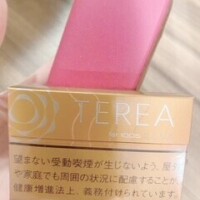 TEREA
望まない受動喫煙が生じないよう、屋外
や家庭でも周囲の状況に配慮することが
健康増進法上、義務付けられています。